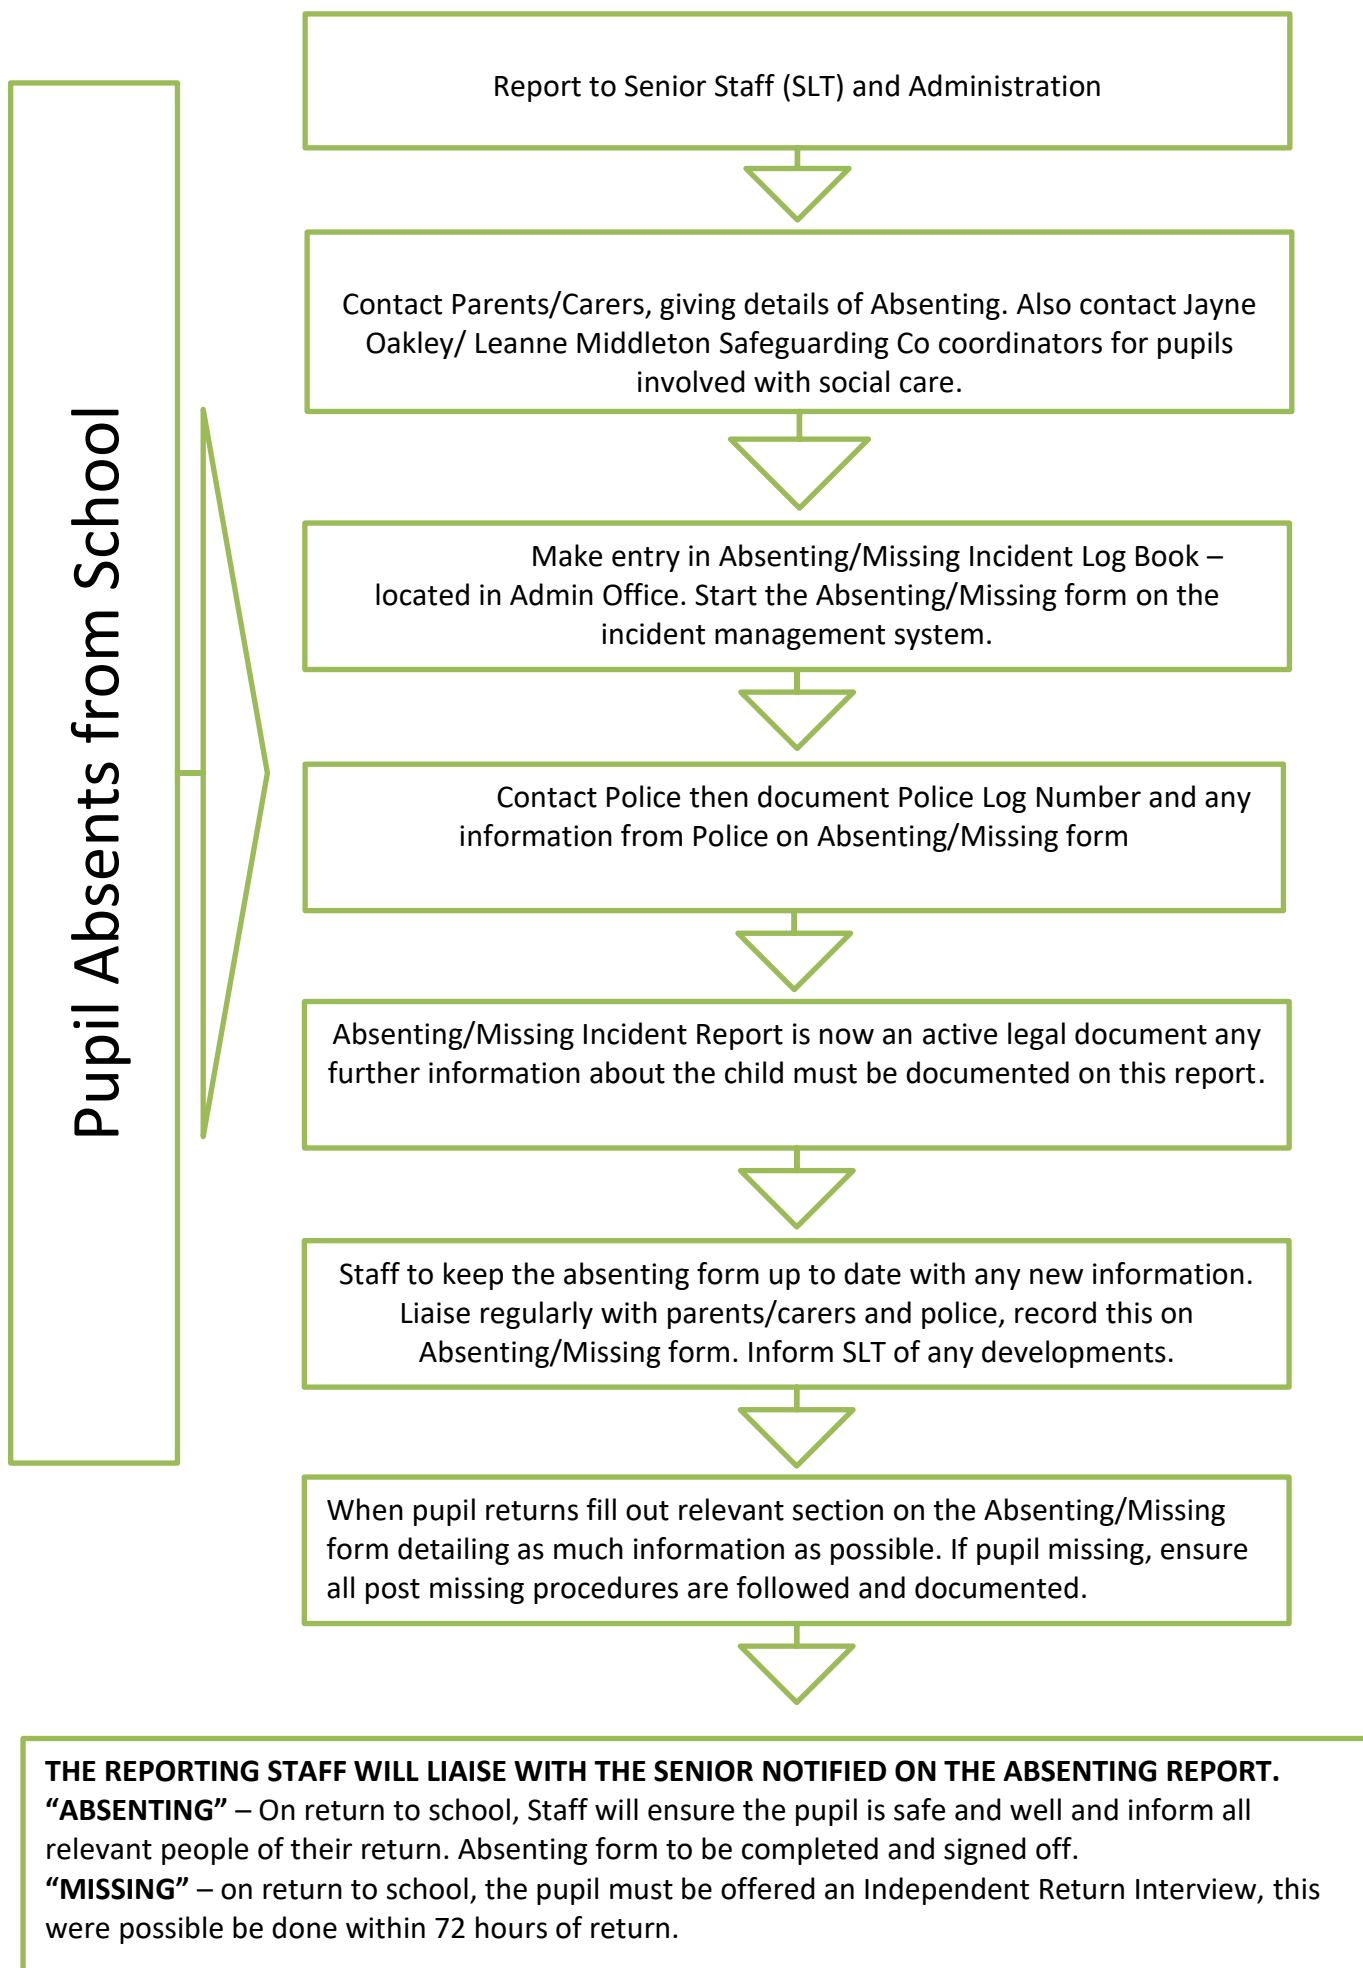 Pupil Absents from School
Report to Senior Staff (SLT) and Administration
Contact Parents/Carers, giving details of Absenting. Also contact Jayne
Oakley/ Leanne Middleton Safeguarding Co coordinators for pupils
involved with social care.
Make entry in Absenting/Missing Incident Log Book –
located in Admin Office. Start the Absenting/Missing form on the
incident management system.
Contact Police then document Police Log Number and any
information from Police on Absenting/Missing form
Absenting/Missing Incident Report is now an active legal document any
further information about the child must be documented on this report.
Staff to keep the absenting form up to date with any new information.
Liaise regularly with parents/carers and police, record this on
Absenting/Missing form. Inform SLT of any developments.
When pupil returns fill out relevant section on the Absenting/Missing
form detailing as much information as possible. If pupil missing, ensure
all post missing procedures are followed and documented.
THE REPORTING STAFF WILL LIAISE WITH THE SENIOR NOTIFIED ON THE ABSENTING REPORT.
“ABSENTING” – On return to school, Staff will ensure the pupil is safe and well and inform all
relevant people of their return. Absenting form to be completed and signed off.
“MISSING” – on return to school, the pupil must be offered an Independent Return Interview, this
were possible be done within 72 hours of return.